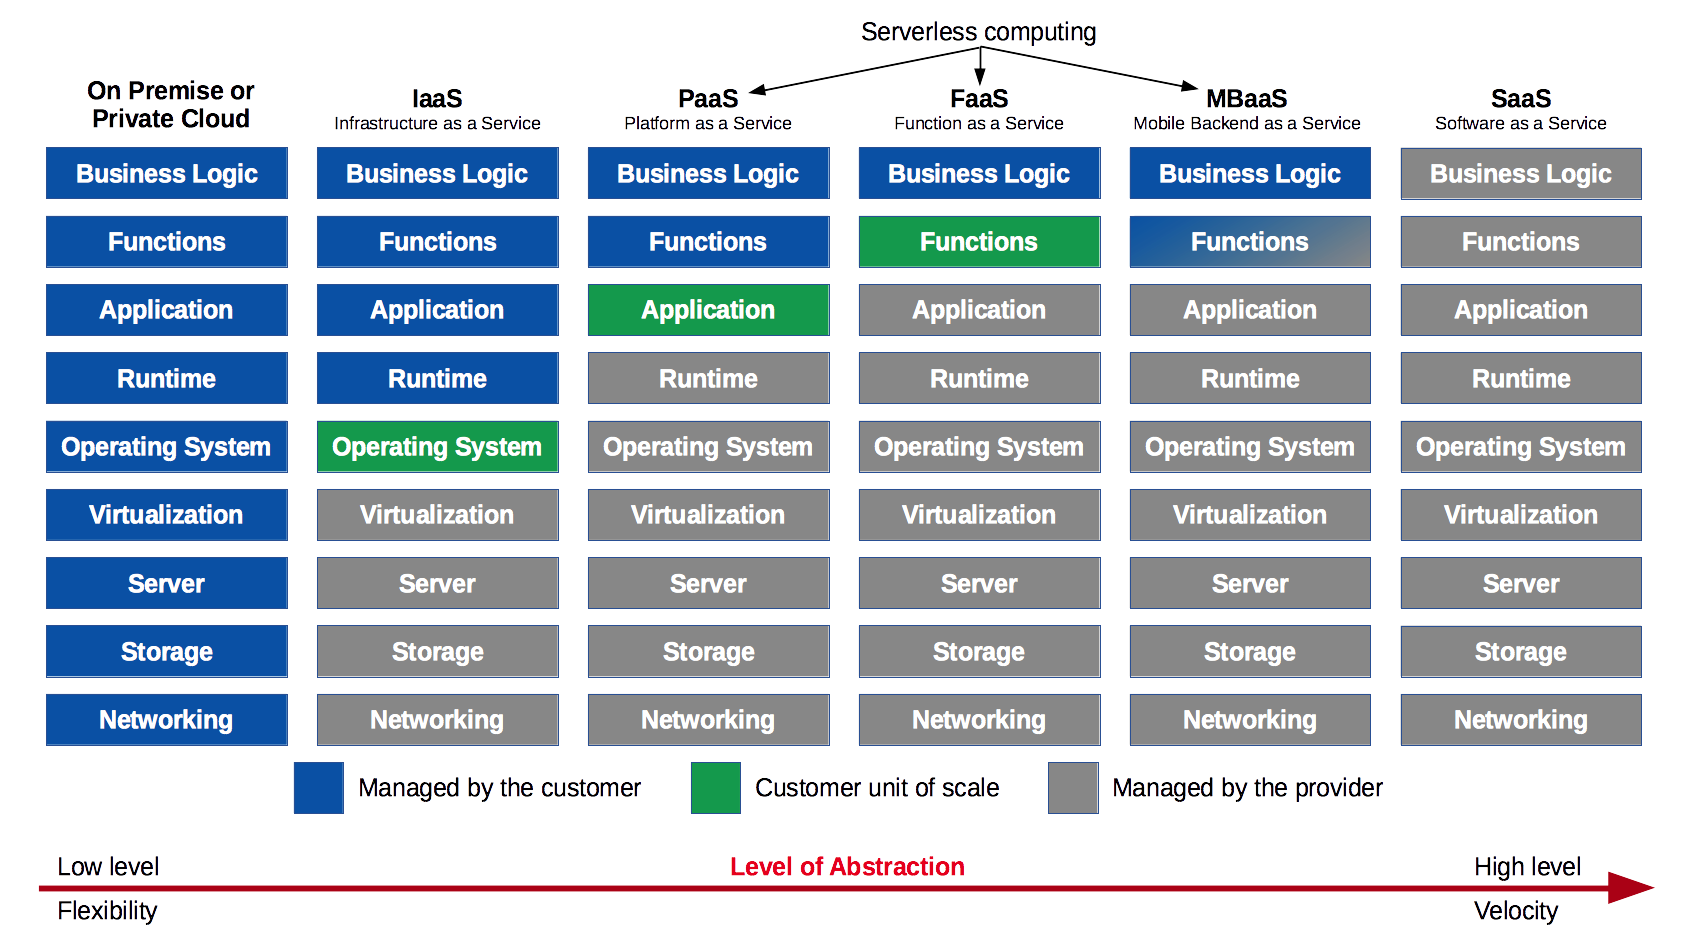 Serverless computing
On Premise or
Private Cloud
IaaS
Infrastructure as a Service
PaaS
Platform as a Service
FaaS
Function as a Service
MBaaS
Mobile Backend as a Service
SaaS
Software as a Service
Business Logic Business Logic Business Logic Business Logic Business Logic Business Logic
Functions Functions Functions Functions Functions Functions
Application Application Application Application Application Application
Runtime Runtime Runtime Runtime Runtime Runtime
Operating System Operating System Operating System Operating System Operating System Operating System
Virtualization Virtualization Virtualization Virtualization Virtualization Virtualization
Server Server Server Server Server Server
Storage Storage Storage Storage Storage Storage
Networking Networking Networking Networking Networking Networking
Managed by the customer Customer unit of scale Managed by the provider
Low level Level of Abstraction High level
Flexibility Velocity